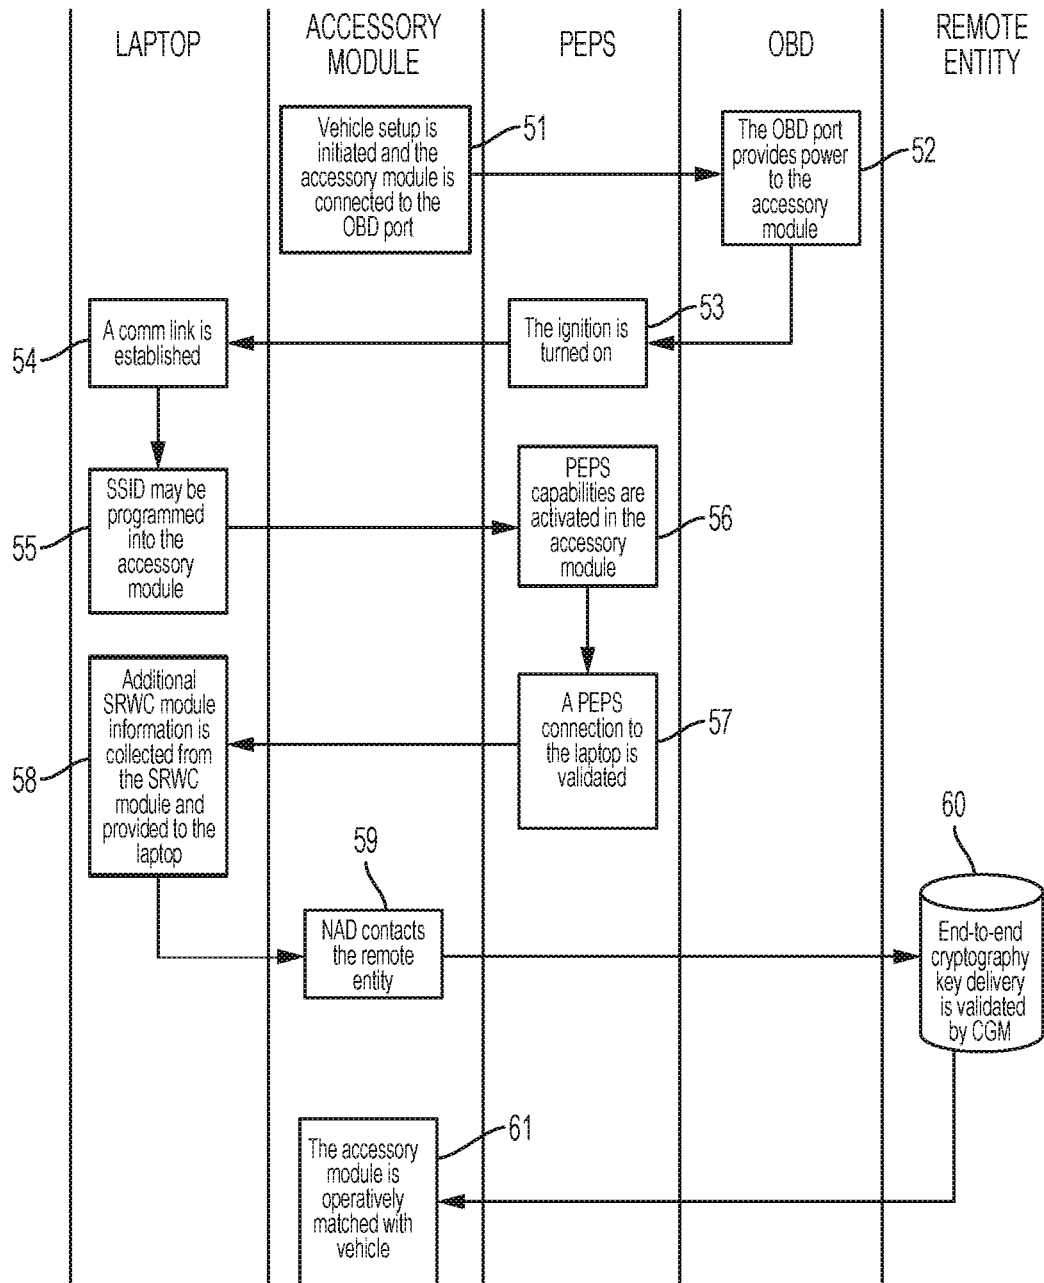 LAPTOP
ACCESSORY
MODULE
PEPS
OBD
REMOTE
ENTITY
Vehicle setup is
initiated and the
accessory module is
connected to the
OBD port
51
The OBD port
provides power
to the
accessory
module
52
A comm link is
established
54
The ignition is
turned on
53
SSID may be
programmed
into the
accessory
module
55
PEPS
capabilities are
activated in the
accessory
module
56
Additional
SRWC module
information is
collected from
the SRWC
module and
provided to the
laptop
58
A PEPS
connection to
the laptop is
validated
57
59
NAD contacts
the remote
entity
60
End-to-end
cryptography
key delivery
is validated
by CGM
61
The accessory
module is
operatively
matched with
vehicle